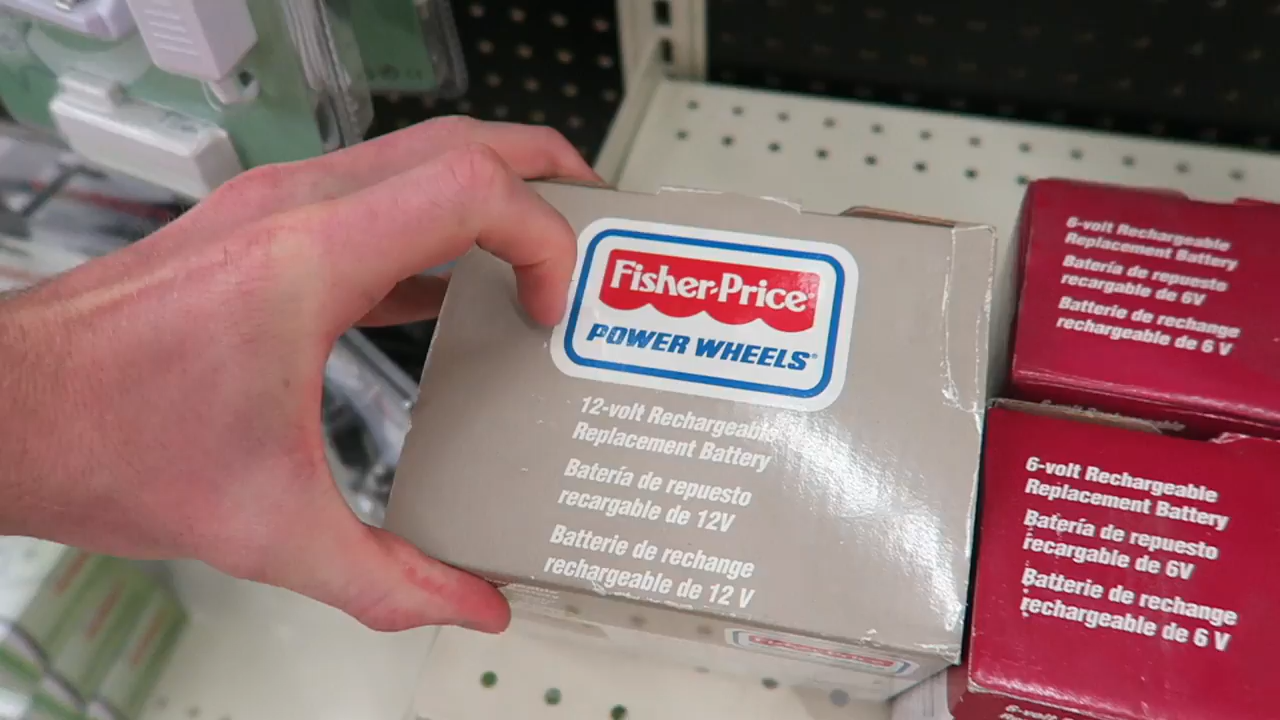 Fisher-Price
POWER WHEELS®
12-volt Rechargeable
Replacement Battery
Batería de repuesto
recargable de 12V
Batterie de rechange
rechargeable de 12 V
6-volt Rechargeable
Replacement Battery
Batería de repuesto
recargable de 6V
Batterie de rechange
rechargeable de 6 V
6-volt Rechargeable
Replacement Battery
Batería de repuesto
recargable de 6V
Batterie de rechange
rechargeable de 6 V